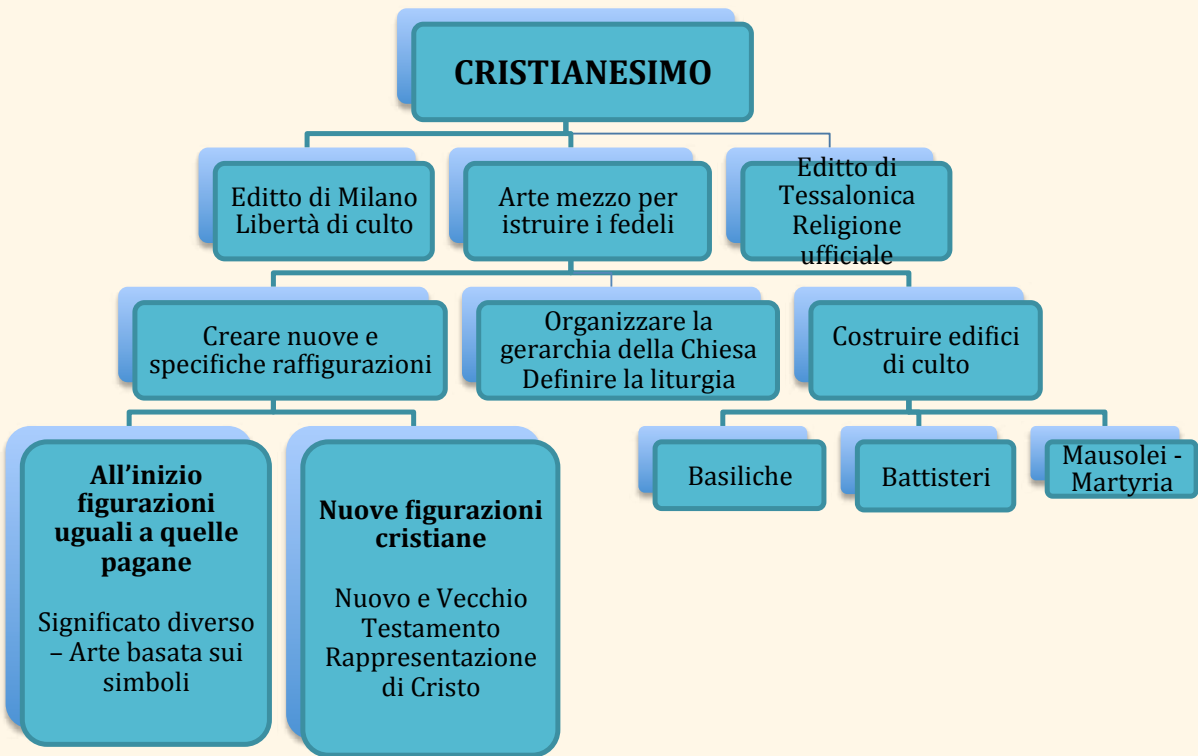 CRISTIANESIMO
Editto di Milano
Libertà di culto
Arte mezzo per
istruire i fedeli
Editto di
Tessalonica
Religione
ufficiale
Creare nuove e
specifiche raffigurazioni
Organizzare la
gerarchia della Chiesa
Definire la liturgia
Costruire edifici
di culto
All'inizio
figurazioni
uguali a quelle
pagane
Significato diverso
– Arte basata sui
simboli
Nuove figurazioni
cristiane
Nuovo e Vecchio
Testamento
Rappresentazione
di Cristo
Basiliche
Battisteri
Mausolei -
Martyria